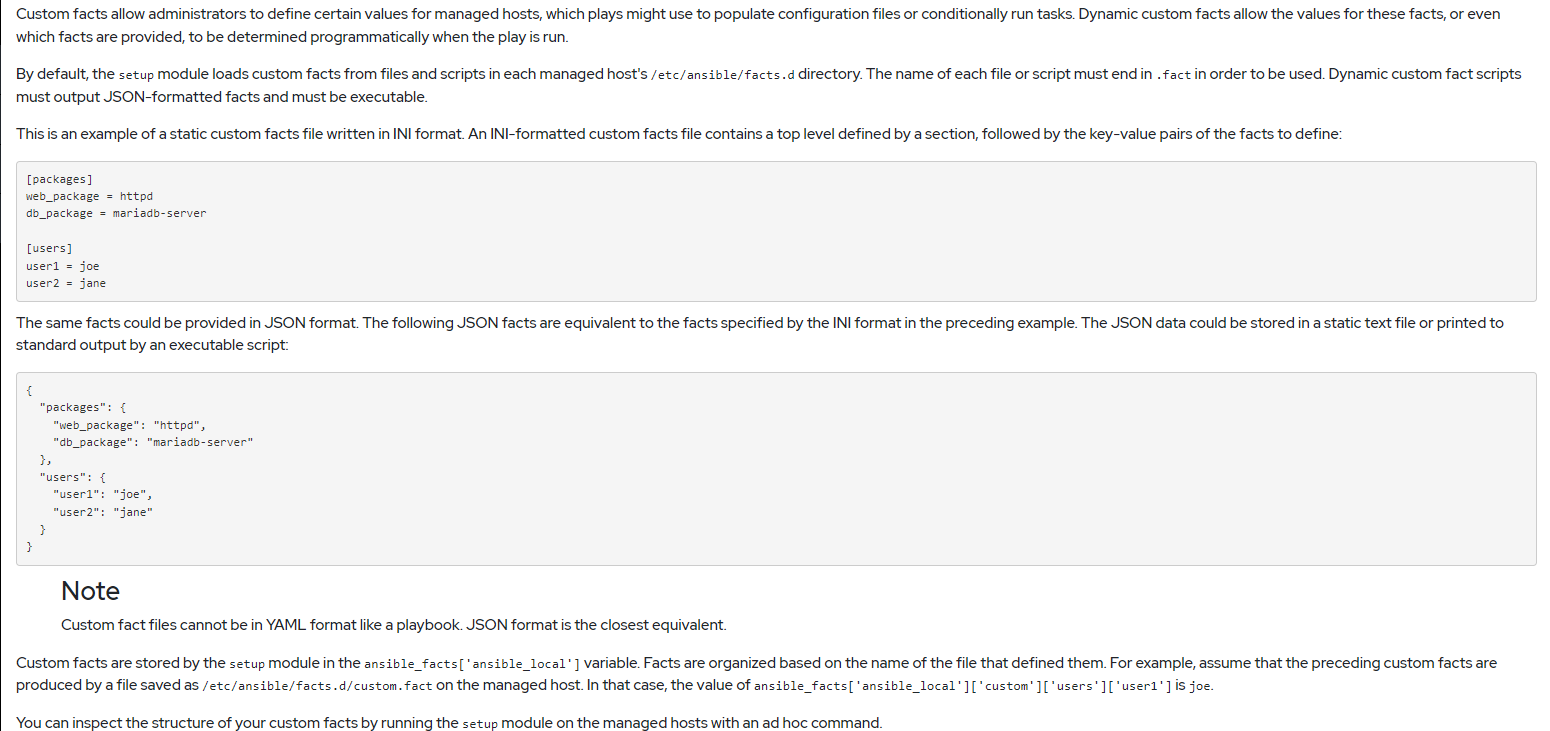 Custom facts allow administrators to define certain values for managed hosts, which plays might use to populate configuration files or conditionally run tasks. Dynamic custom facts allow the values for these facts, or even
which facts are provided, to be determined programmatically when the play is run.
By default, the setup module loads custom facts from files and scripts in each managed host's /etc/ansible/facts.d directory. The name of each file or script must end in .fact in order to be used. Dynamic custom fact scripts
must output JSON-formatted facts and must be executable.
This is an example of a static custom facts file written in INI format. An INI-formatted custom facts file contains a top level defined by a section, followed by the key-value pairs of the facts to define:
[packages]
web_package = httpd
db_package = mariadb-server
[users]
user1 = joe
user2 = jane
The same facts could be provided in JSON format. The following JSON facts are equivalent to the facts specified by the INI format in the preceding example. The JSON data could be stored in a static text file or printed to
standard output by an executable script:
{
  "packages": {
    "web_package": "httpd",
    "db_package": "mariadb-server"
  },
  "users": {
    "user1": "joe",
    "user2": "jane"
  }
}
Note
Custom fact files cannot be in YAML format like a playbook. JSON format is the closest equivalent.
Custom facts are stored by the setup module in the ansible_facts['ansible_local'] variable. Facts are organized based on the name of the file that defined them. For example, assume that the preceding custom facts are
produced by a file saved as /etc/ansible/facts.d/custom.fact on the managed host. In that case, the value of ansible_facts['ansible_local']['custom']['users']['user1'] is joe.
You can inspect the structure of your custom facts by running the setup module on the managed hosts with an ad hoc command.